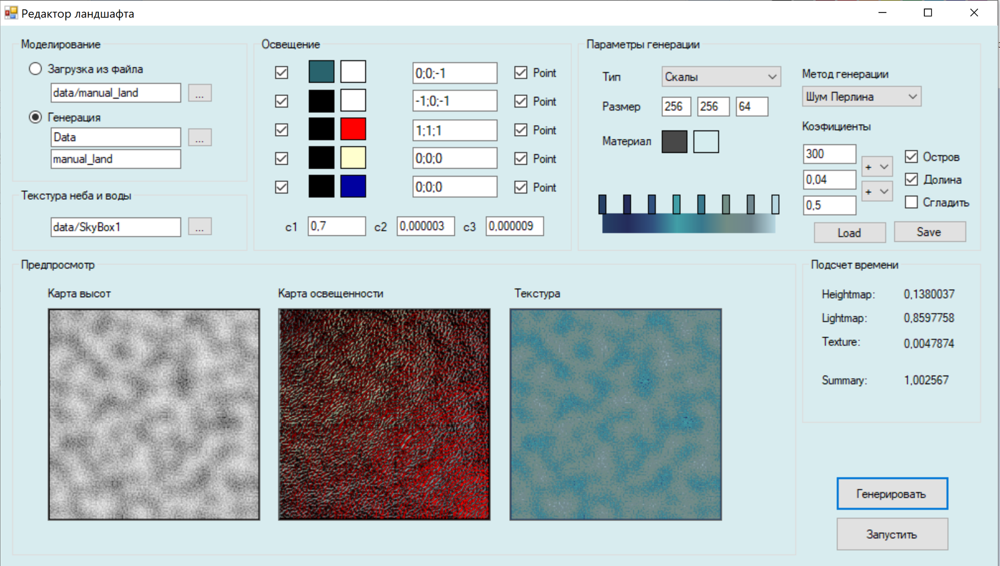 Редактор ландшафта
Моделирование
Загрузка из файла
data/manual_land
...
Генерация
Data
...
manual_land
Текстура неба и воды
data/SkyBox1
...
Освещение
0;0;-1
Point
-1;0;-1
Point
1;1;1
Point
0;0;0
Point
0;0;0
Point
c1 0,7 c2 0,000003 c3 0,000009
Параметры генерации
Тип Скалы
Размер 256 256 64
Материал
Метод генерации
Шум Перлина
Коэфициенты
300
0,04
0,5
+
+
Остров
Долина
Сгладить
Load Save
Предпросмотр
Карта высот
Карта освещенности
Текстура
Подсчет времени
Heightmap: 0,1380037
Lightmap: 0,8597758
Texture: 0,0047874
Summary: 1,002567
Генерировать
Запустить